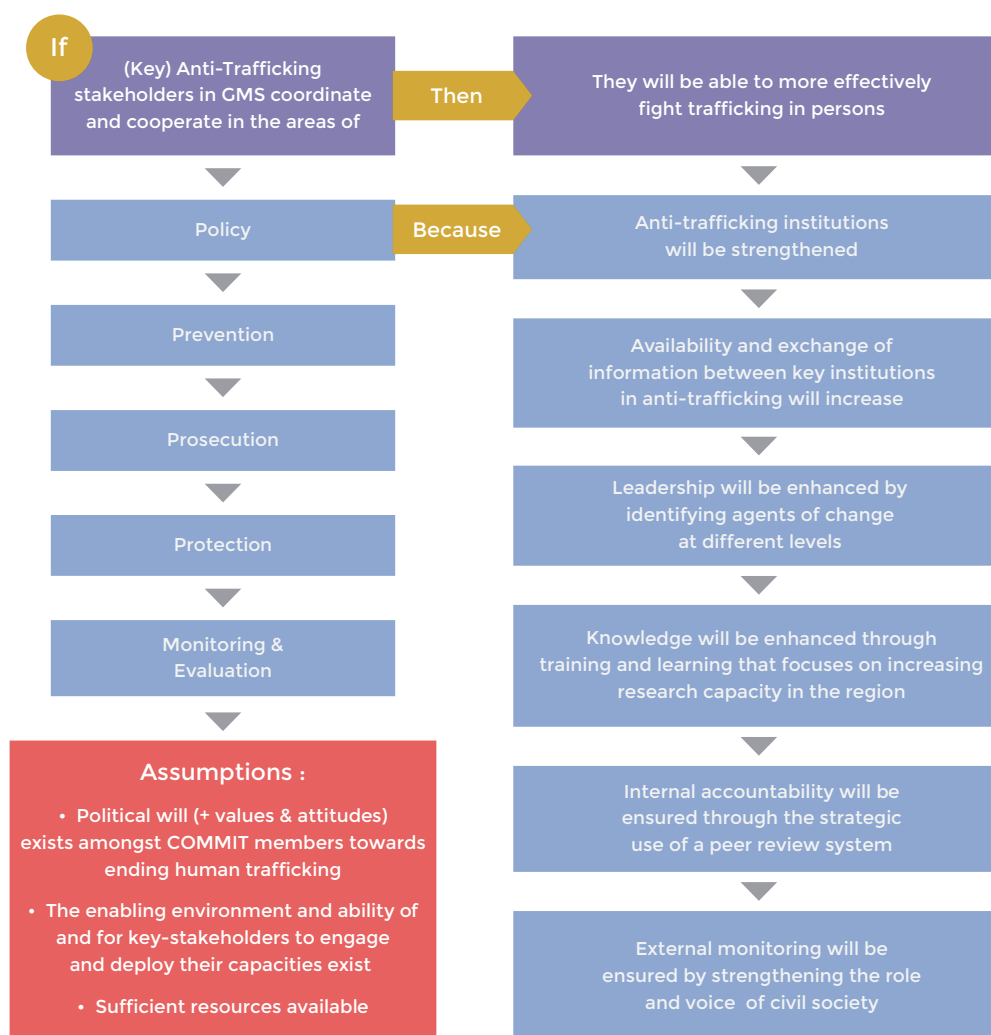 If
(Key) Anti-Trafficking
stakeholders in GMS coordinate
and cooperate in the areas of
Then
They will be able to more effectively
fight trafficking in persons
Policy
Because
Anti-trafficking institutions
will be strengthened
Prevention
Availability and exchange of
information between key institutions
in anti-trafficking will increase
Prosecution
Leadership will be enhanced by
identifying agents of change
at different levels
Protection
Knowledge will be enhanced through
training and learning that focuses on increasing
research capacity in the region
Monitoring &
Evaluation
Internal accountability will be
ensured through the strategic
use of a peer review system
Assumptions :
• Political will (+ values & attitudes)
exists amongst COMMIT members towards
ending human trafficking
• The enabling environment and ability of
and for key-stakeholders to engage
and deploy their capacities exist
• Sufficient resources available
External monitoring will be
ensured by strengthening the role
and voice of civil society